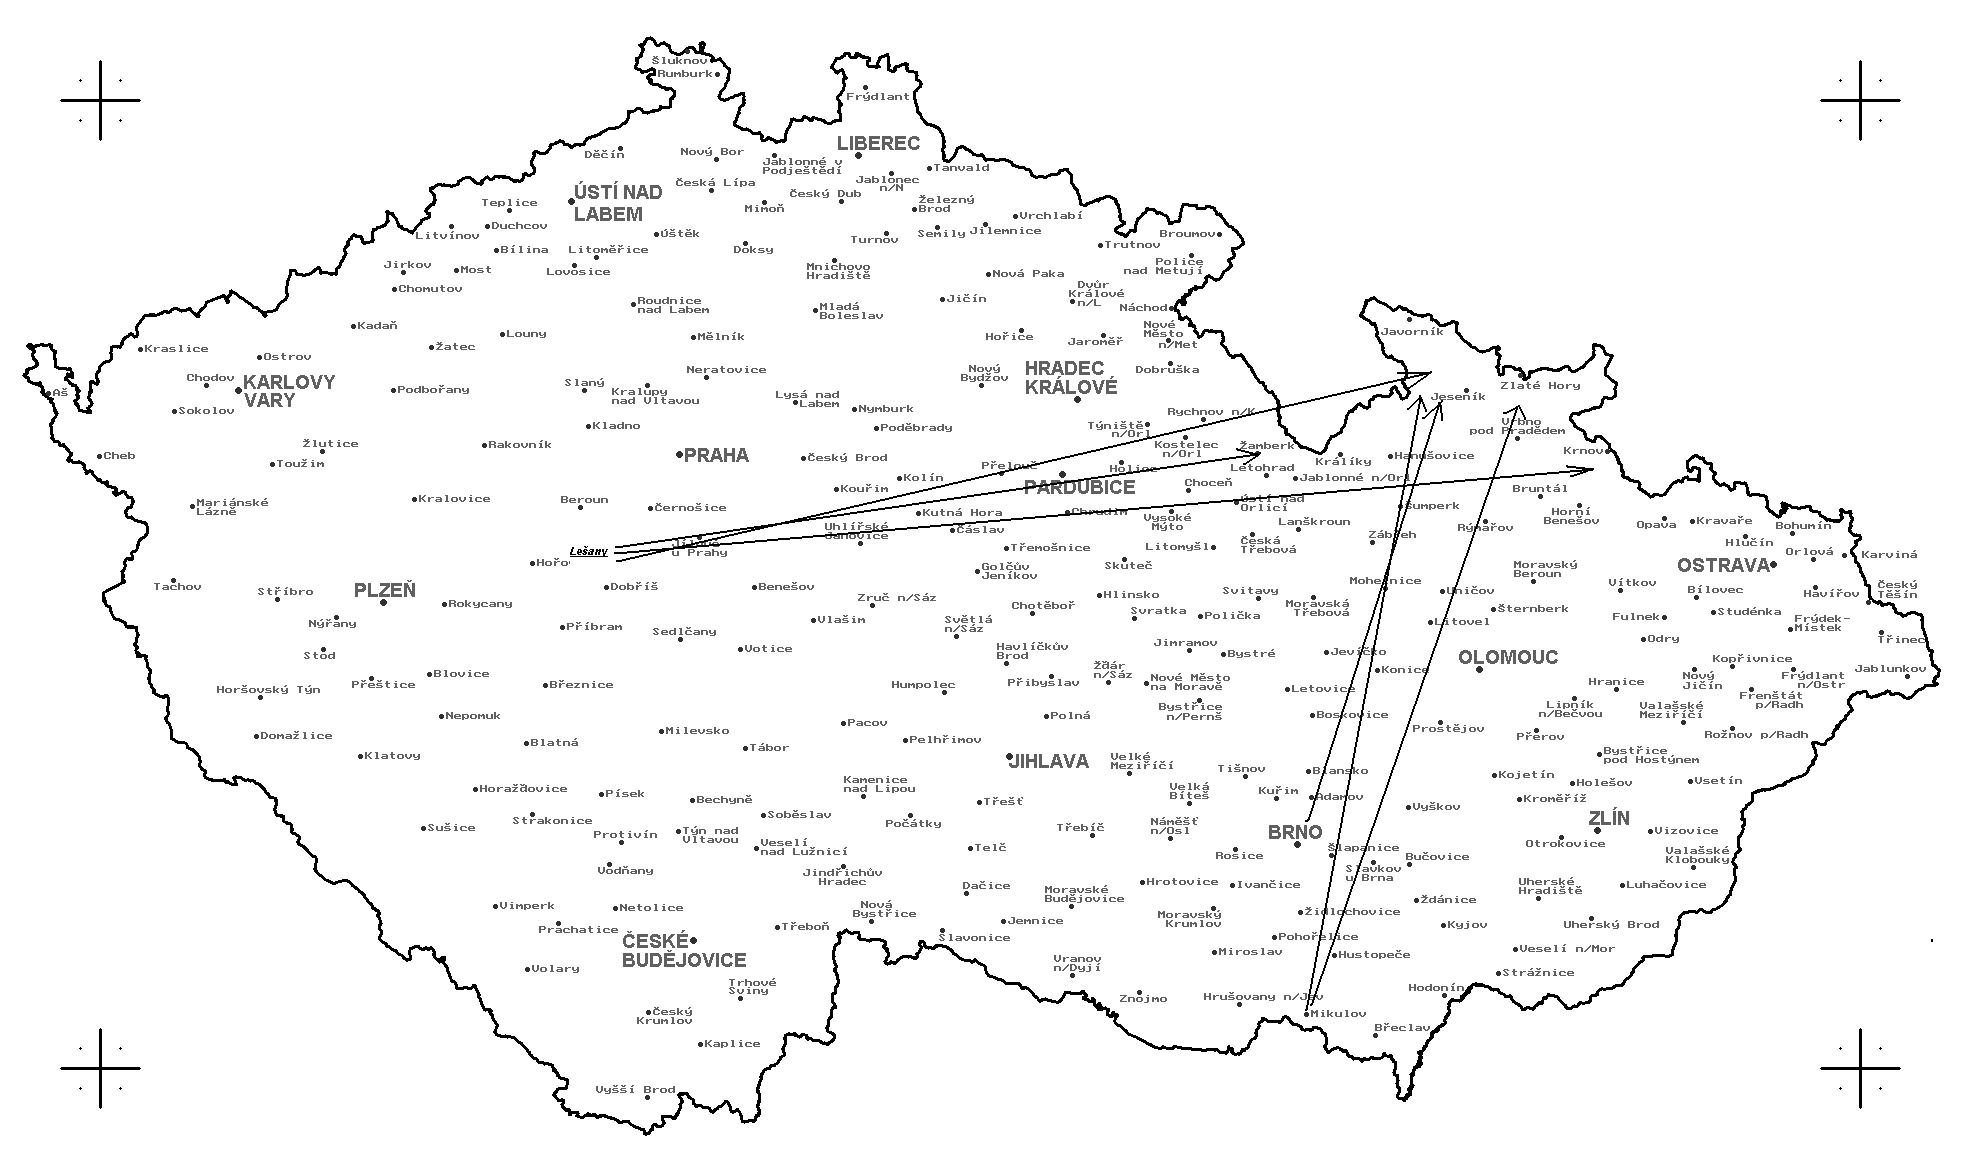 Šluknov
Rumburk
Frýdlant
LIBEREC
Děčín
Nový Bor
Jablonné v
Podještědí
Tanvald
Jablonec
n/N
Česká Lípa
ÚSTÍ NAD
LABEM
Český Dub
Železný
Brod
Teplice
Mimoň
Vrchlabí
Duchcov
Litvínov
Úštěk
Turnov
Semily
Jilemnice
Broumov
Trutnov
Bílina
Litoměřice
Doksy
Police
nad Metují
Jirkov
Most
Lovosice
Mnichovo
Hradiště
Nová Paka
Chomutov
Dvůr
Králové
n/L
Roudnice
nad Labem
Mladá
Boleslav
Jičín
Náchod
Kadaň
Louny
Mělník
Hořice
Jaroměř
Nové
Město
n/Met
Javorník
Kraslice
Ostrov
Žatec
Dobruška
Chodov
KARLOVY
VARY
Podbořany
Slaný
Kralupy
nad Vltavou
Neratovice
Nový
Bydžov
HRADEC
KRÁLOVÉ
Zlaté Hory
Aš
Sokolov
Lysá nad
Labem
Nymburk
Jeseník
Rychnov n/K
Kladno
Poděbrady
Týniště
n/Orl
Vrbno
pod Pradědem
Žlutice
Rakovník
Kostelec
n/Orl
Žamberk
Krnov
Cheb
Toužim
PRAHA
Český Brod
Přelouč
Holice
Letohrad
Králíky
Hanušovice
Kolín
Jablonné n/Orl
Kouřim
PARDUBICE
Choceň
Bruntál
Mariánské
Lázně
Kralovice
Beroun
Černošice
Kutná Hora
Chrudim
Ústí nad
Orlicí
Šumperk
Horní
Benešov
Vysoké
Mýto
Lanškroun
Rýmařov
Opava
Kravaře
Bohumín
Uhlířské
Janovice
Čáslav
Jílové
u Prahy
Lešany
Třemošnice
Litomyšl
Česká
Třebová
Zábřeh
Hlučín
Orlová
Karviná
Hořo
Golčův
Jeníkov
Skuteč
Moravský
Beroun
OSTRAVA
Tachov
Dobříš
Benešov
Mohelnice
Vítkov
Český
Těšín
Stříbro
PLZEŇ
Rokycany
Zruč n/Sáz
Chotěboř
Hlinsko
Svitavy
Moravská
Třebová
Uničov
Bílovec
Havířov
Nýřany
Příbram
Sedlčany
Vlašim
Světlá
n/Sáz
Svratka
Polička
Litovel
Šternberk
Fulnek
Studénka
Frýdek-
Místek
Stod
Votice
Havlíčkův
Brod
Jimramov
Bystré
Jevíčko
OLOMOUC
Odry
Třinec
Horšovský Týn
Přeštice
Blovice
Březnice
Humpolec
Přibyslav
Žďár
n/Sáz
Nové Město
na Moravě
Letovice
Konice
Hranice
Nový
Jičín
Kopřivnice
Frýdlant
n/Ostr
Jablunkov
Nepomuk
Pacov
Polná
Bystřice
n/Pernš
Boskovice
Prostějov
Lipník
n/Bečvou
Valašské
Meziříčí
Frenštát
p/Radh
Domažlice
Klatovy
Blatná
Milevsko
Tábor
Pelhřimov
Přerov
Rožnov p/Radh
JIHLAVA
Velké
Meziříčí
Tišnov
Blansko
Bystřice
pod Hostýnem
Kojetín
Holešov
Vsetín
Horažďovice
Písek
Bechyně
Kamenice
nad Lipou
Třešť
Velká
Bíteš
Kuřim
Adamov
Vyškov
Kroměříž
Sušice
Strakonice
Protivín
Týn nad
Vltavou
Soběslav
Počátky
Třebíč
Náměšť
n/Osl
BRNO
ZLÍN
Vizovice
Veselí
nad Lužnicí
Telč
Rosice
Šlapanice
Bučovice
Otrokovice
Valašské
Klobouky
Vodňany
Jindřichův
Hradec
Slavkov
u Brna
Dačice
Moravské
Budějovice
Hrotovice
Ivančice
Uherské
Hradiště
Luhačovice
Vimperk
Netolice
Nová
Bystřice
Jemnice
Moravský
Krumlov
Židlochovice
Ždánice
Prachatice
Třeboň
Kyjov
Uherský Brod
ČESKÉ
BUDĚJOVICE
Slavonice
Pohořelice
Veselí n/Mor
Volary
Vranov
n/Dyjí
Miroslav
Hustopeče
Strážnice
Trhové
Sviny
Znojmo
Hrušovany n/Jev
Hodonín
Český
Krumlov
Mikulov
Kaplice
Břeclav
Vyšší Brod